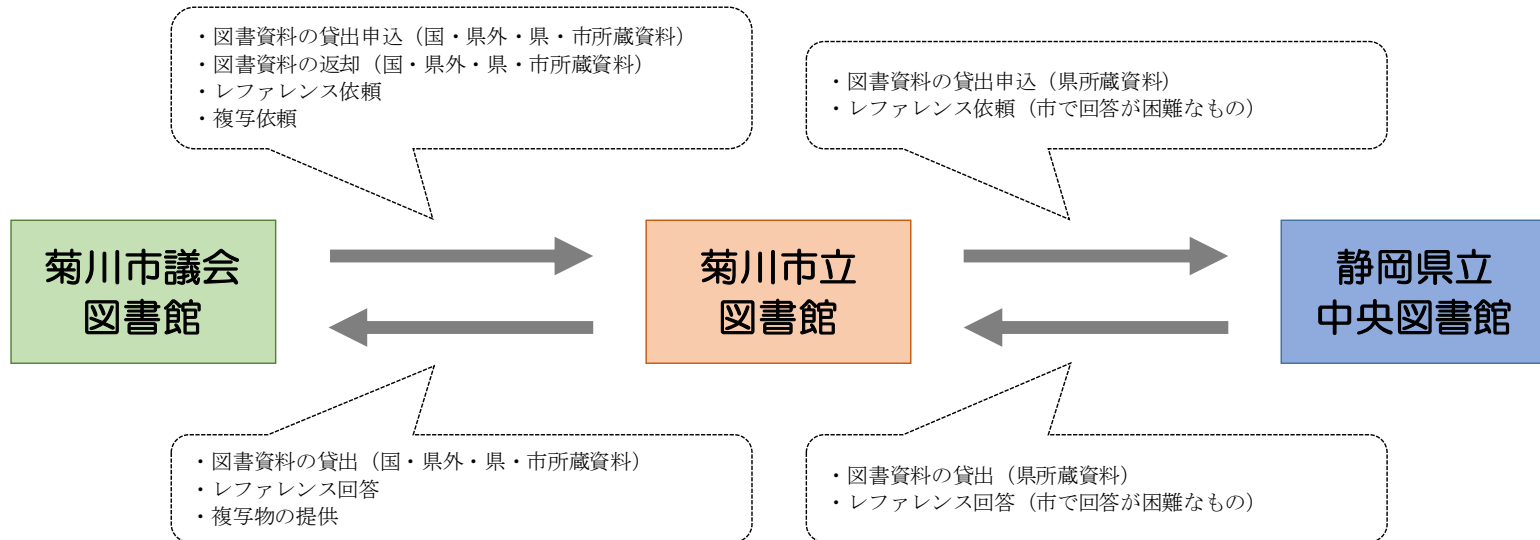 ・図書資料の貸出申込（国・県外・県・市所蔵資料）
・図書資料の返却（国・県外・県・市所蔵資料）
・レファレンス依頼
・複写依頼
・図書資料の貸出申込（県所蔵資料）
・レファレンス依頼（市で回答が困難なもの）
菊川市議会
図書館
菊川市立
図書館
静岡県立
中央図書館
・図書資料の貸出（国・県外・県・市所蔵資料）
・レファレンス回答
・複写物の提供
・図書資料の貸出（県所蔵資料）
・レファレンス回答（市で回答が困難なもの）